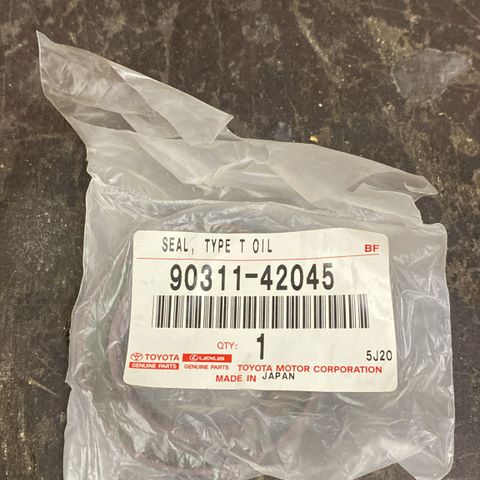 SEAL, TYPE T OIL BF
90311-42045
QTY: 1 5J20
TOYOTA LEXUS
GENUINE PARTS GENUINE PARTS TOYOTA MOTOR CORPORATION
MADE IN JAPAN